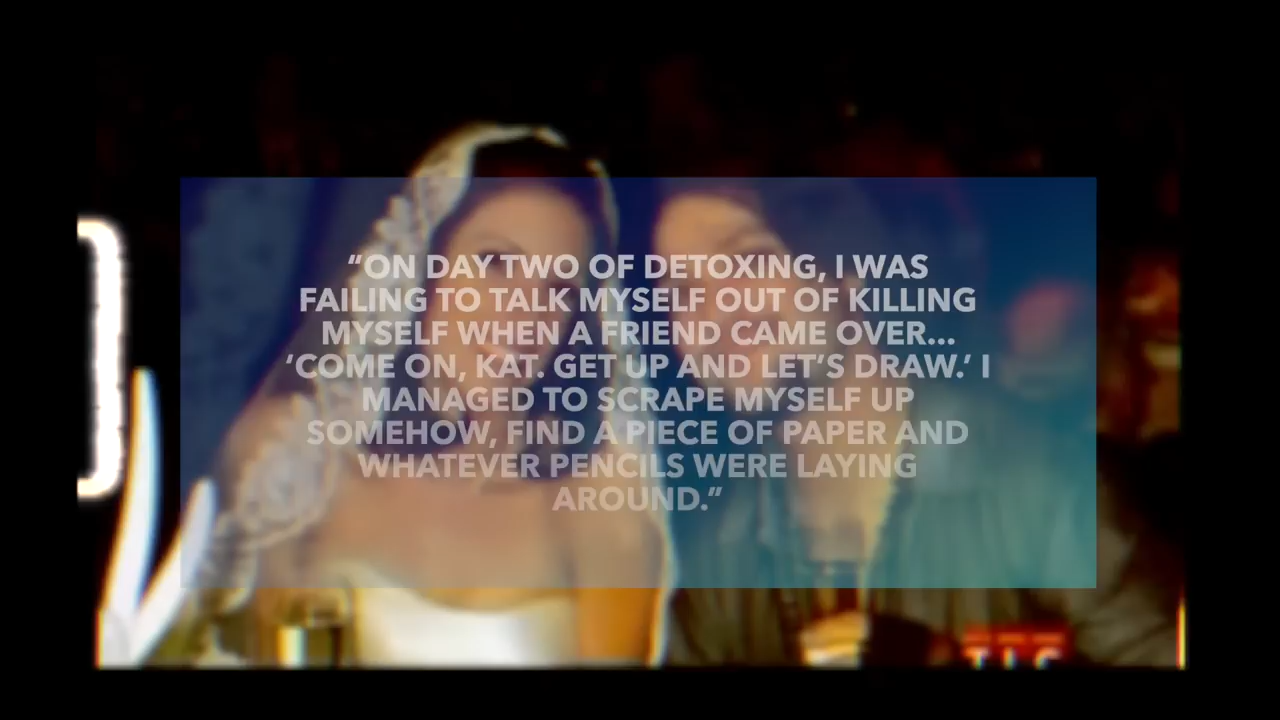 “ON DAY TWO OF DETOXING, I WAS
FAILING TO TALK MYSELF OUT OF KILLING
MYSELF WHEN A FRIEND CAME OVER...
‘COME ON, KAT. GET UP AND LET’S DRAW.’ I
MANAGED TO SCRAPE MYSELF UP
SOMEHOW, FIND A PIECE OF PAPER AND
WHATEVER PENCILS WERE LAYING
AROUND.”
TLC